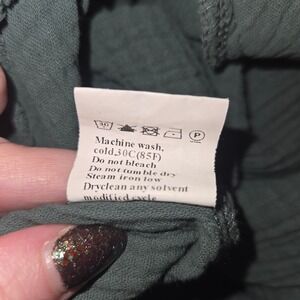 30 P
Machine wash,
cold,30C(85F)
Do not bleach
Do not tumble dry
Steam iron low
Dryclean any solvent
modified cycle